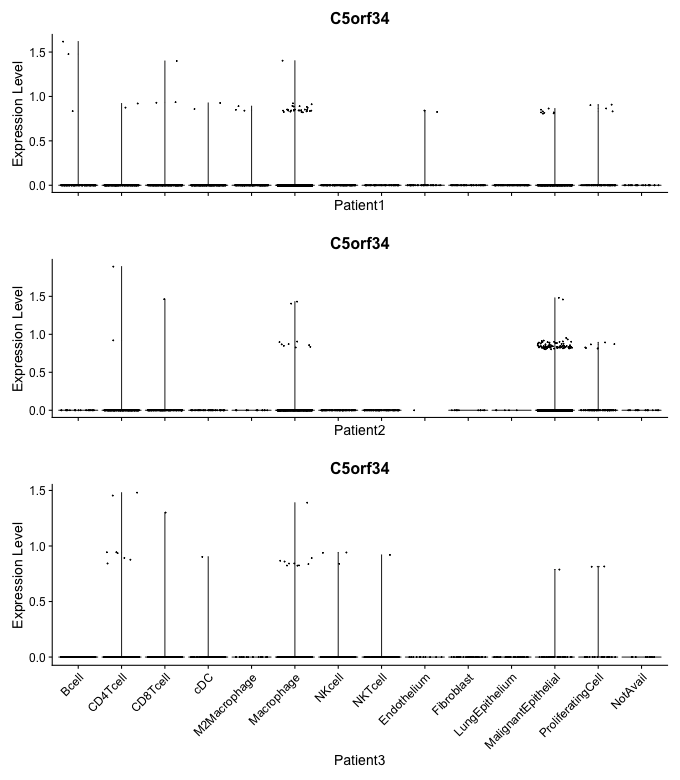 C5orf34
Expression Level
1.5
1.0
0.5
0.0
Patient1
C5orf34
Expression Level
1.5
1.0
0.5
0.0
Patient2
C5orf34
Expression Level
1.5
1.0
0.5
0.0
Bcell
CD4Tcell
CD8Tcell
cDC
M2Macrophage
Macrophage
NKcell
NKTcell
Endothelium
Fibroblast
LungEpithelium
MalignantEpithelial
ProliferatingCell
NotAvail
Patient3